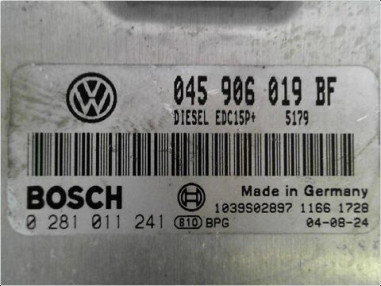 045 906 019 BF
DIESEL EDC15P+ 5179
BOSCH
Made in Germany
1039S02897 1166 1728
0 281 011 241 810 BPG 04-08-24